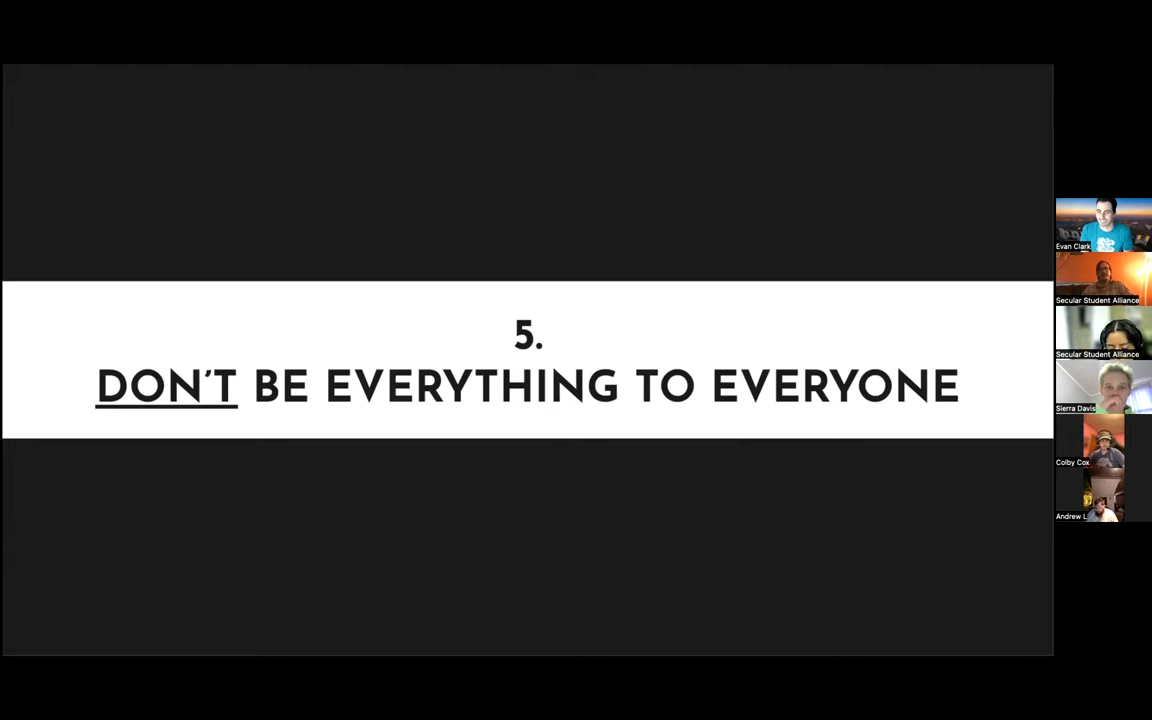 5.
DON'T BE EVERYTHING TO EVERYONE
Evan Clark
Secular Student Alliance
Secular Student Alliance
Sierra Davis
Colby Cox
Andrew L